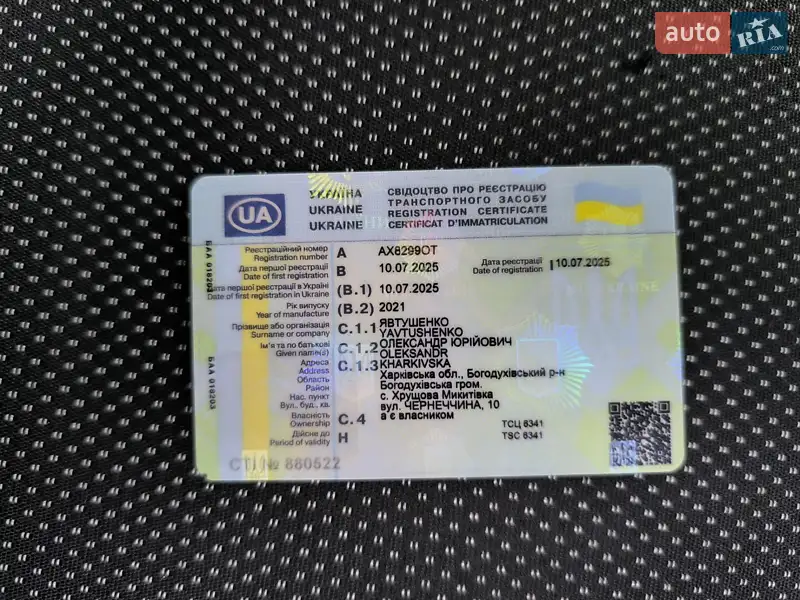 auto RIA .com
УКРАЇНА СВІДОЦТВО ПРО РЕЄСТРАЦІЮ
ТРАНСПОРТНОГО ЗАСОБУ
UA UKRAINE REGISTRATION CERTIFICATE
UKRAINE CERTIFICAT D'IMMATRICULATION
Реєстраційний номер A AX8299OT
Registration number
Дата першої реєстрації B 10.07.2025 Дата реєстрації I 10.07.2025
Date of first registration Date of registration
Дата першої реєстрації в Україні (B.1) 10.07.2025
Date of first registration in Ukraine
Рік випуску (B.2) 2021
Year of manufacture
Прізвище або організація C.1.1 ЯВТУШЕНКО
Surname or company YAVTUSHENKO
Ім'я та по батькові C.1.2 ОЛЕКСАНДР ЮРІЙОВИЧ
Given name(s) OLEKSANDR
Адреса C.1.3 KHARKIVSKA
Address Харківська обл., Богодухівський р-н
Область Богодухівська гром.
Район
Нас. пункт с. Хрущова Микитівка
Вул., буд., кв. вул. ЧЕРНЕЧЧИНА, 10
Власність C.4 а є власником ТСЦ 6341
Ownership
Дійсне до H TSC 6341
Period of validity
СТІ № 880522